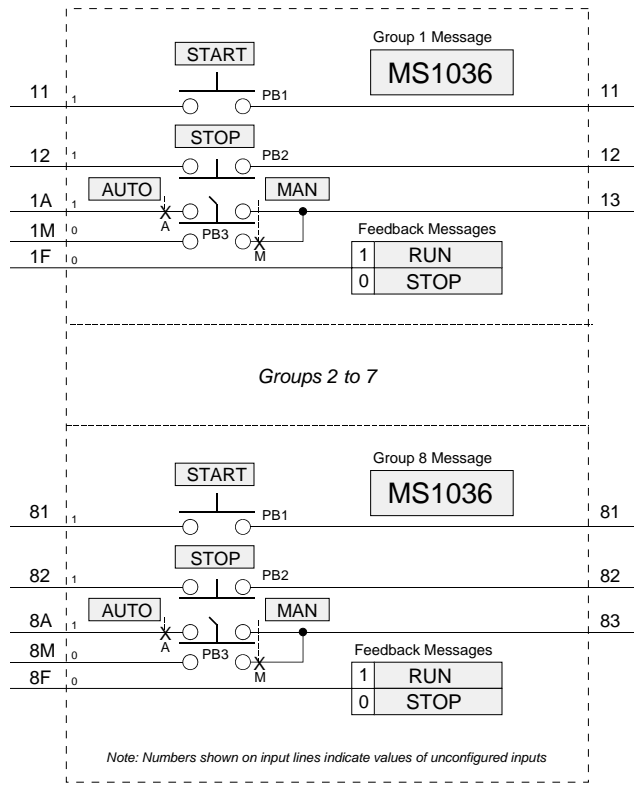 Group 1 Message
START
MS1036
11 1 PB1 11
STOP
12 1 PB2 12
AUTO MAN
1A 1 13
A PB3 M
1M 0
Feedback Messages
1F 0
1 RUN
0 STOP
Groups 2 to 7
Group 8 Message
START
MS1036
81 1 PB1 81
STOP
82 1 PB2 82
AUTO MAN
8A 1 83
A PB3 M
8M 0
Feedback Messages
8F 0
1 RUN
0 STOP
Note: Numbers shown on input lines indicate values of unconfigured inputs